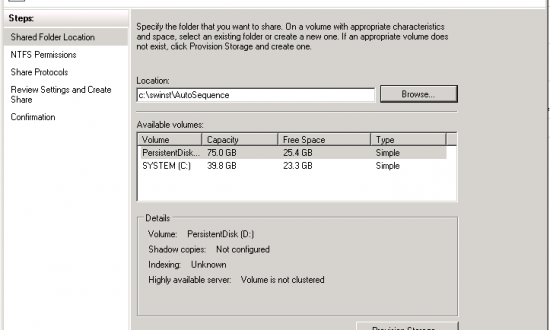 Steps:
Shared Folder Location
NTFS Permissions
Share Protocols
Review Settings and Create
Share
Confirmation
Specify the folder that you want to share. On a volume with appropriate characteristics
and space, select an existing folder or create a new one. If an appropriate volume does
not exist, click Provision Storage and create one.
Location:
c:\swinst\AutoSequence
Browse...
Available volumes:
Volume Capacity Free Space Type
PersistentDisk... 75.0 GB 25.4 GB Simple
SYSTEM (C:) 39.8 GB 23.3 GB Simple
Details
Volume: PersistentDisk (D:)
Shadow copies: Not configured
Indexing: Unknown
Highly available server: Volume is not clustered
Provision Storage...